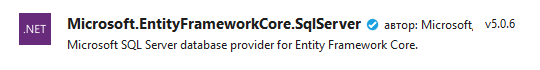 .NET
Microsoft.EntityFrameworkCore.SqlServer автор: Microsoft, v5.0.6
Microsoft SQL Server database provider for Entity Framework Core.